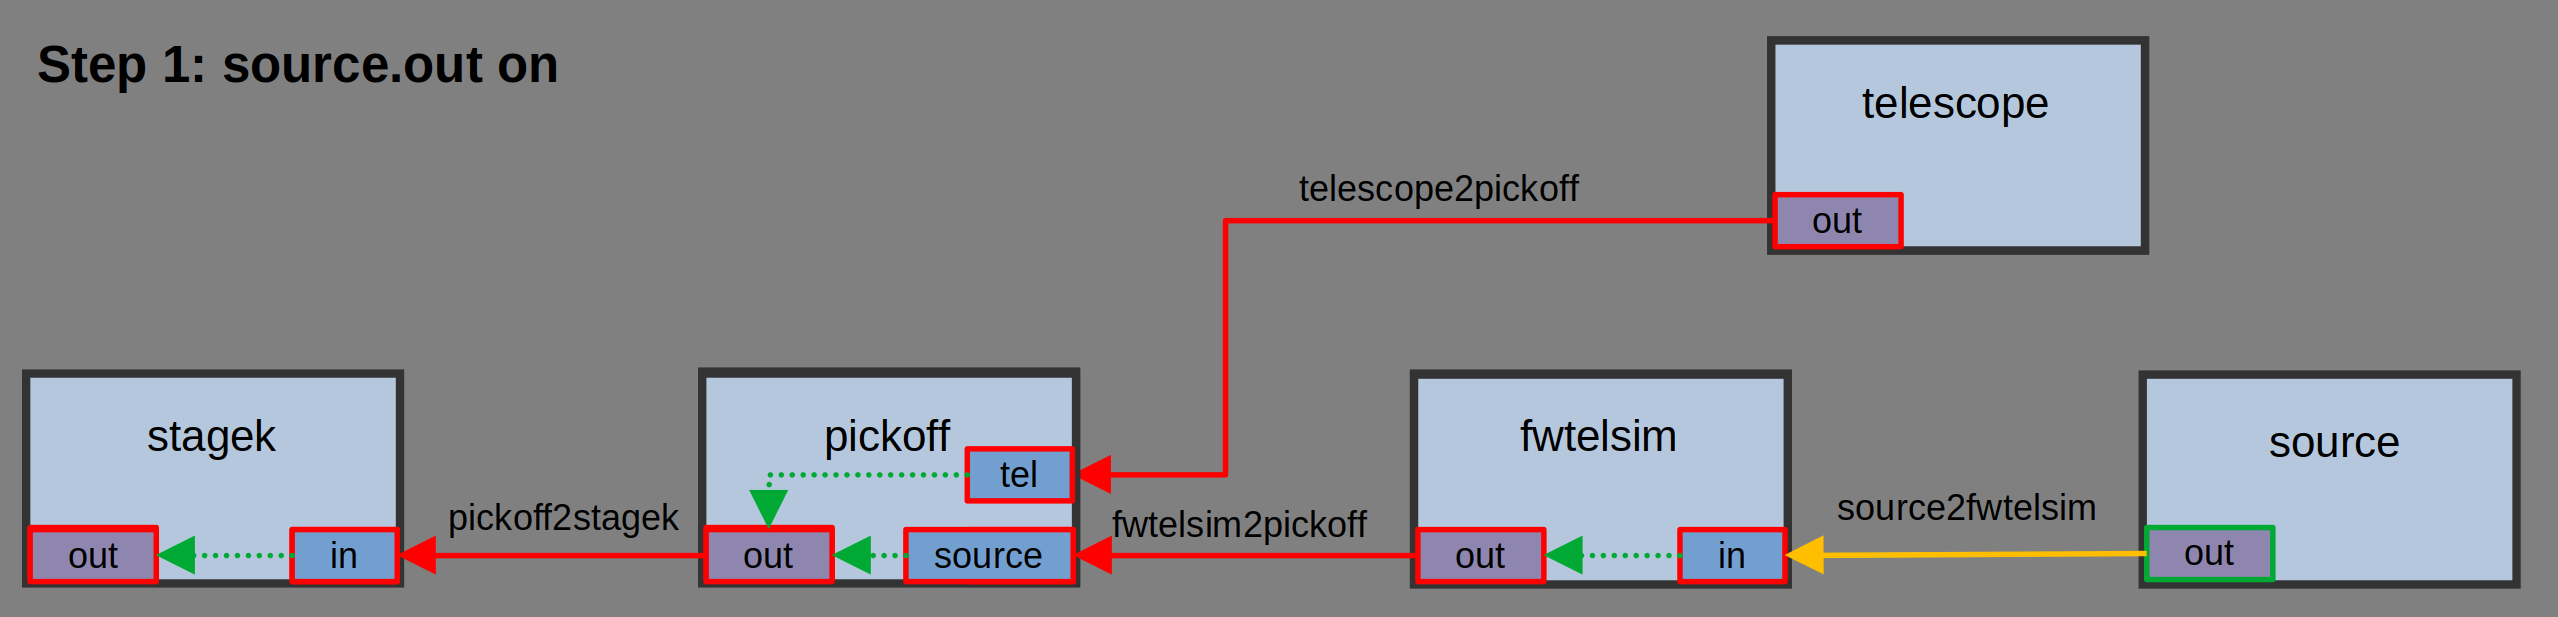 Step 1: source.out on
telescope
telescope2pickoff
out
stagek
pickoff
fwtelsim
source
tel
pickoff2stagek
fwtelsim2pickoff
source2fwtelsim
out
in
out
source
out
in
out